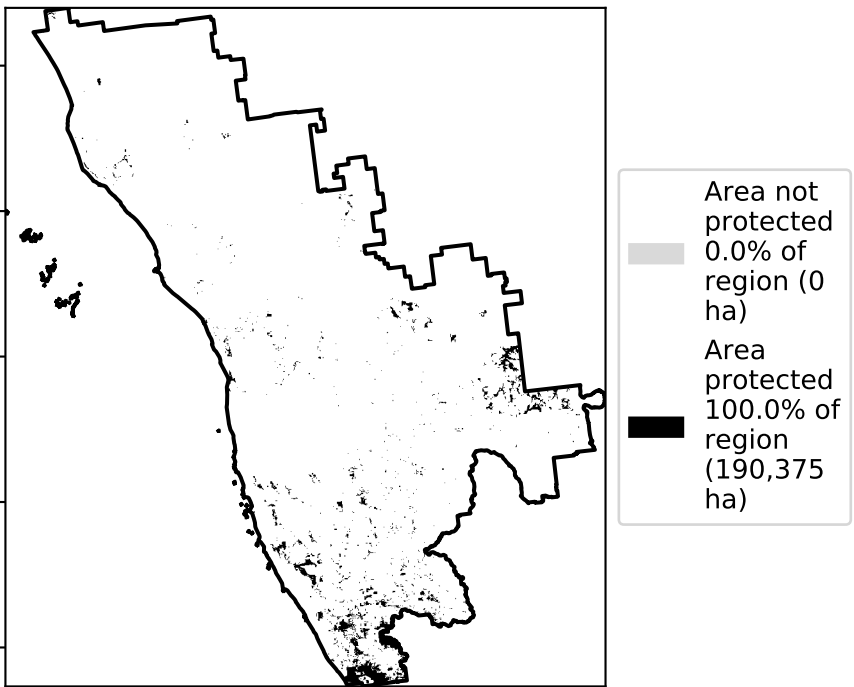 Area not
protected
0.0% of
region (0
ha)
Area
protected
100.0% of
region
(190,375
ha)